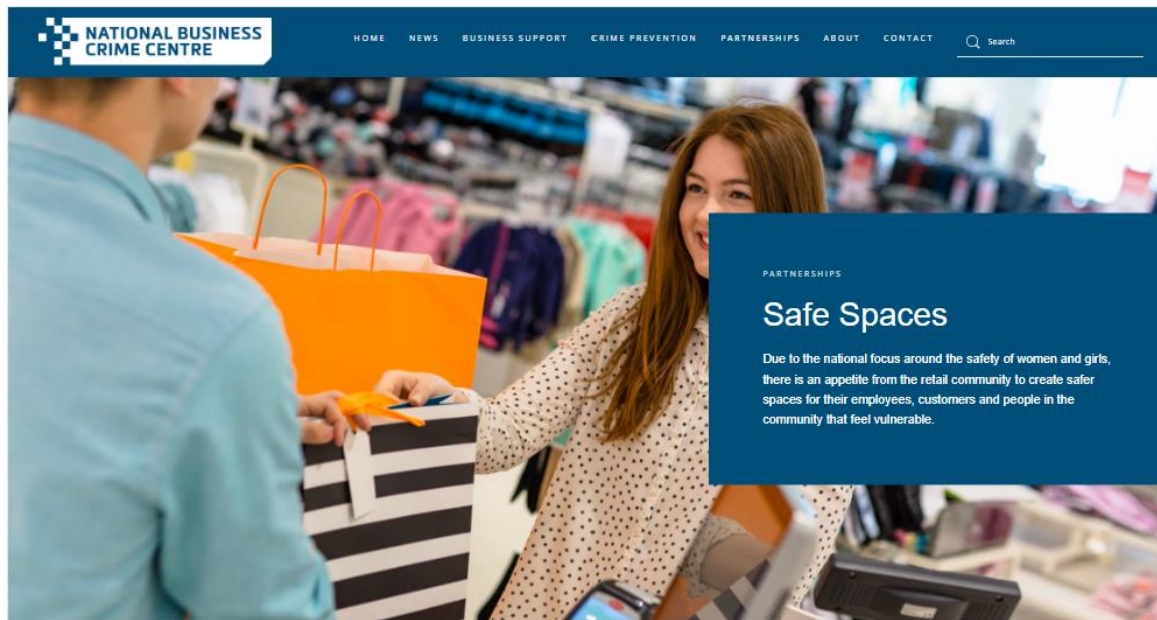 NATIONAL BUSINESS
CRIME CENTRE
HOME NEWS BUSINESS SUPPORT CRIME PREVENTION PARTNERSHIPS ABOUT CONTACT Search
PARTNERSHIPS
Safe Spaces
Due to the national focus around the safety of women and girls,
there is an appetite from the retail community to create safer
spaces for their employees, customers and people in the
community that feel vulnerable.